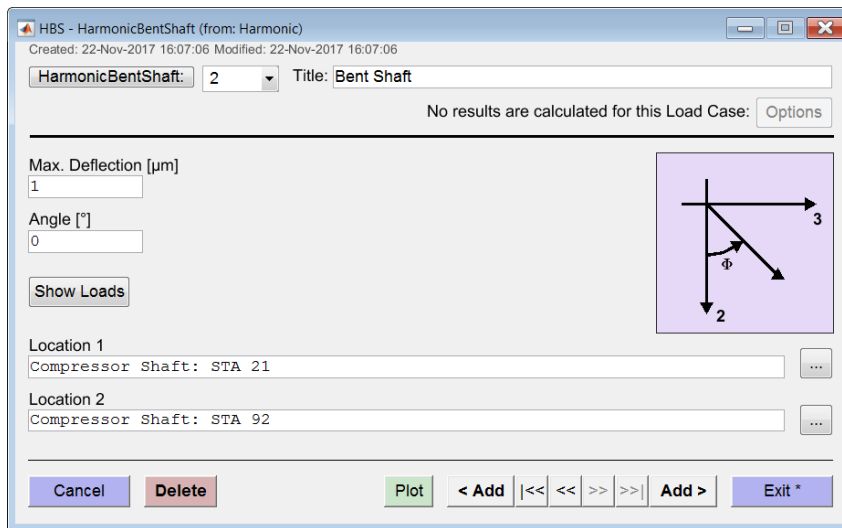 HBS - HarmonicBentShaft (from: Harmonic)
Created: 22-Nov-2017 16:07:06 Modified: 22-Nov-2017 16:07:06
HarmonicBentShaft: 2 Title: Bent Shaft
No results are calculated for this Load Case: Options
Max. Deflection [µm]
1
Angle [°]
0
3
Φ
2
Show Loads
Location 1
Compressor Shaft: STA 21 ...
Location 2
Compressor Shaft: STA 92 ...
Cancel Delete Plot < Add |<< << >> >>| Add > Exit *